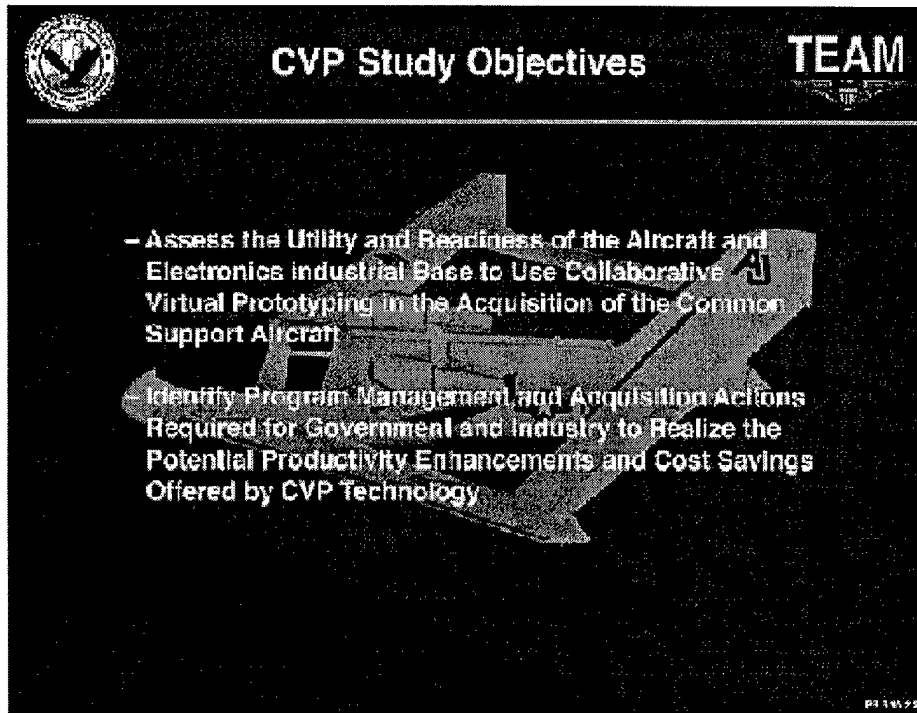 CVP Study Objectives
TEAM
– Assess the Utility and Readiness of the Aircraft and
Electronics Industrial Base to Use Collaborative
Virtual Prototyping in the Acquisition of the Common
Support Aircraft
– Identify Program Management and Acquisition Actions
Required for Government and Industry to Realize the
Potential Productivity Enhancements and Cost Savings
Offered by CVP Technology